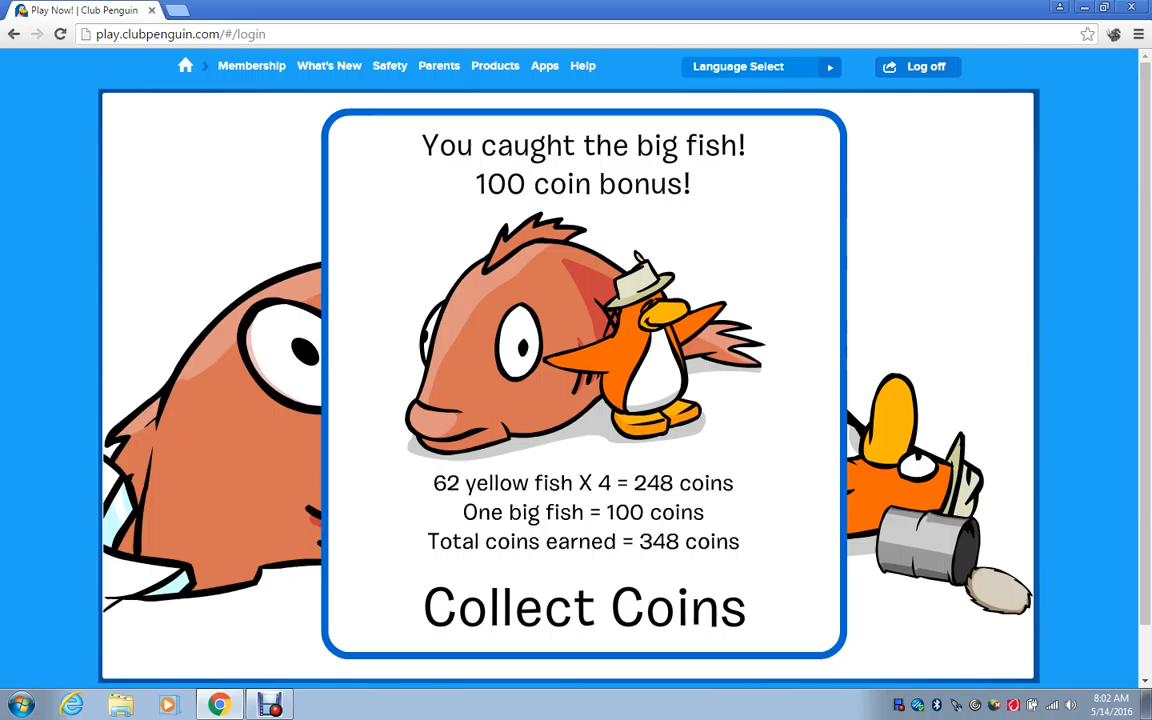 Play Now! | Club Penguin
play.clubpenguin.com/#/login
Membership What's New Safety Parents Products Apps Help Language Select Log off
You caught the big fish!
100 coin bonus!
62 yellow fish X 4 = 248 coins
One big fish = 100 coins
Total coins earned = 348 coins
Collect Coins
8:02 AM
5/14/2016